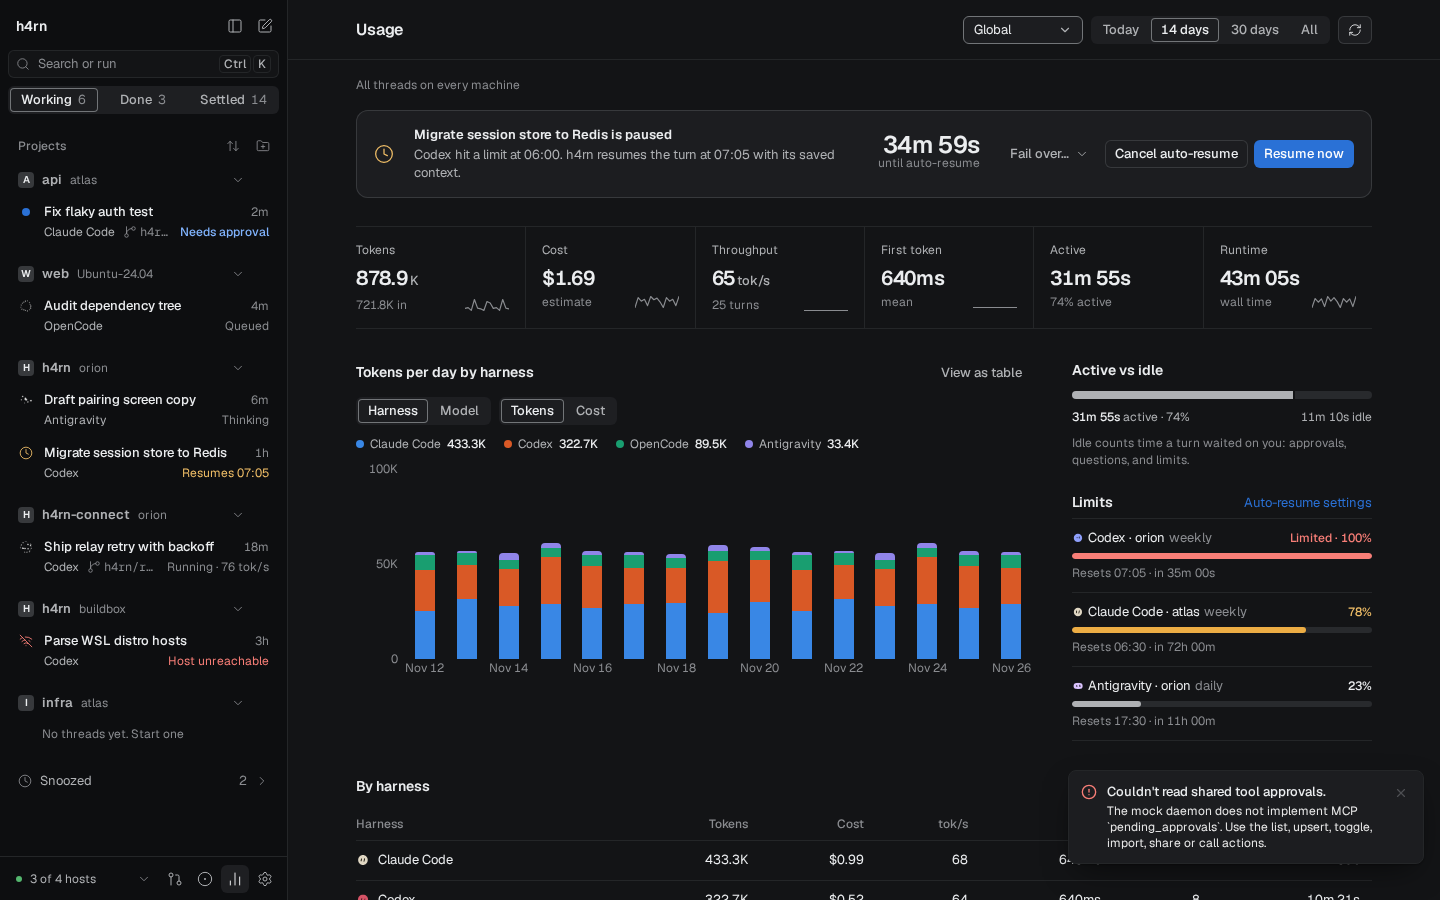 h4rn
Search or run Ctrl K
Working 6 Done 3 Settled 14
Projects
A api atlas
Fix flaky auth test 2m
Claude Code h4r... Needs approval
W web Ubuntu-24.04
Audit dependency tree 4m
OpenCode Queued
H h4rn orion
Draft pairing screen copy 6m
Antigravity Thinking
Migrate session store to Redis 1h
Codex Resumes 07:05
H h4rn-connect orion
Ship relay retry with backoff 18m
Codex h4rn/r... Running · 76 tok/s
H h4rn buildbox
Parse WSL distro hosts 3h
Codex Host unreachable
I infra atlas
No threads yet. Start one
Snoozed 2
3 of 4 hosts
Usage
Global Today 14 days 30 days All
All threads on every machine
Migrate session store to Redis is paused
Codex hit a limit at 06:00. h4rn resumes the turn at 07:05 with its saved
context.
34m 59s
until auto-resume
Fail over... Cancel auto-resume Resume now
Tokens
878.9K
721.8K in
Cost
$1.69
estimate
Throughput
65 tok/s
25 turns
First token
640ms
mean
Active
31m 55s
74% active
Runtime
43m 05s
wall time
Tokens per day by harness View as table
Harness Model Tokens Cost
Claude Code 433.3K Codex 322.7K OpenCode 89.5K Antigravity 33.4K
100K
50K
0
Nov 12 Nov 14 Nov 16 Nov 18 Nov 20 Nov 22 Nov 24 Nov 26
Active vs idle
31m 55s active · 74% 11m 10s idle
Idle counts time a turn waited on you: approvals,
questions, and limits.
Limits Auto-resume settings
Codex · orion weekly Limited · 100%
Resets 07:05 · in 35m 00s
Claude Code · atlas weekly 78%
Resets 06:30 · in 72h 00m
Antigravity · orion daily 23%
Resets 17:30 · in 11h 00m
By harness
Harness Tokens Cost tok/s
Claude Code 433.3K $0.99 68
Codex 322.7K $0.52 64 640ms 8 10m 21s
Couldn't read shared tool approvals.
The mock daemon does not implement MCP
`pending_approvals`. Use the list, upsert, toggle,
import, share or call actions.